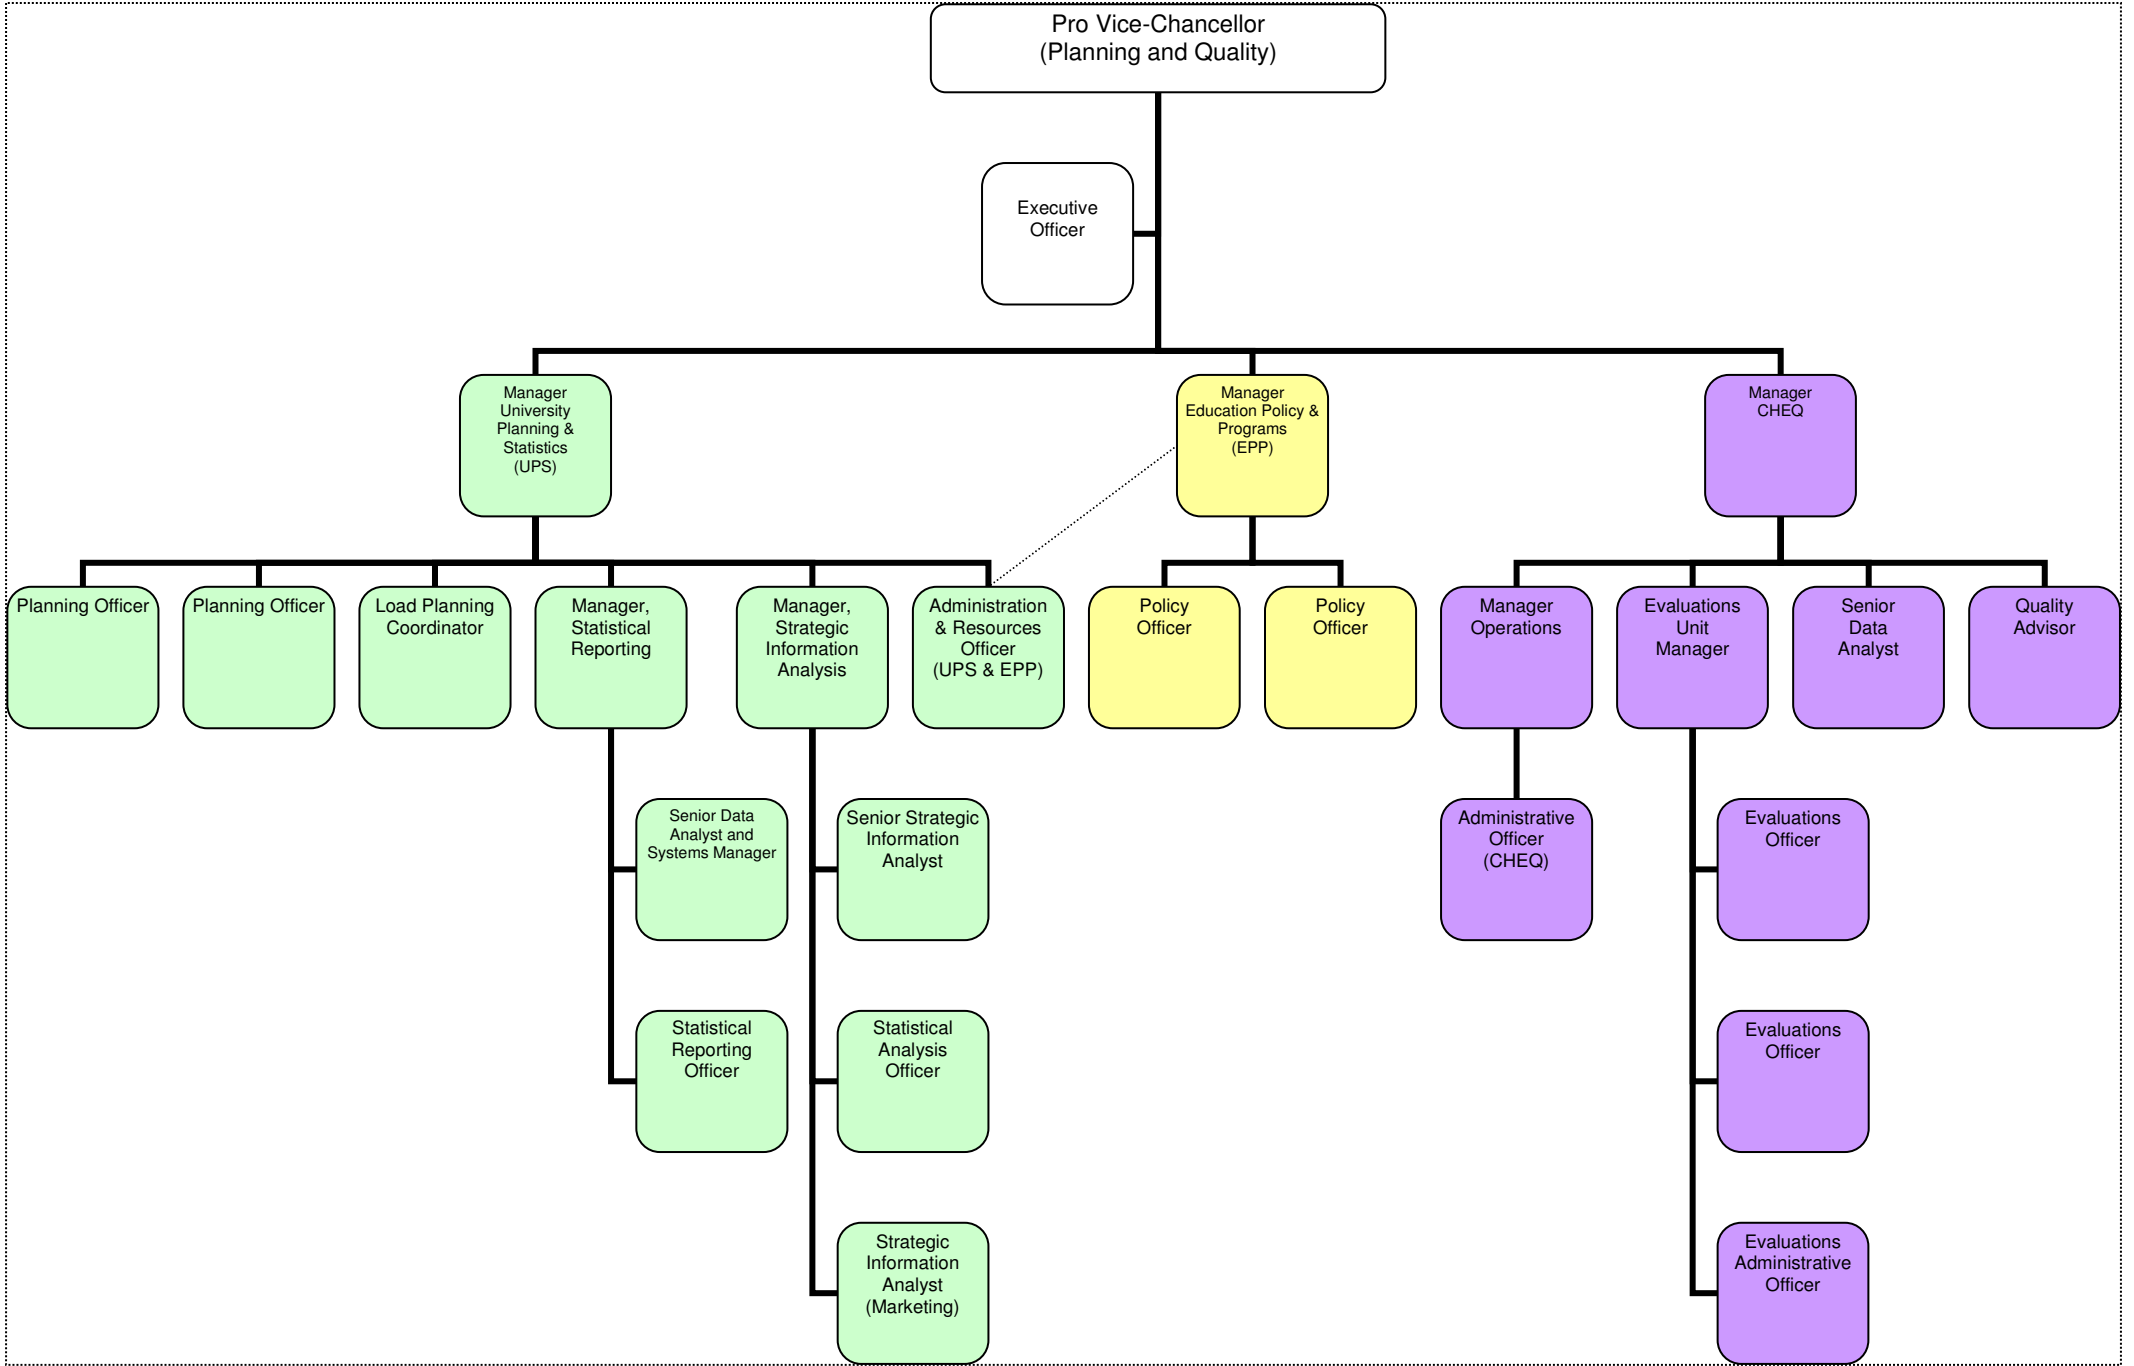 Pro Vice-Chancellor
(Planning and Quality)
Executive
Officer
Manager
University
Planning &
Statistics
(UPS)
Manager
Education Policy &
Programs
(EPP)
Manager
CHEQ
Planning Officer
Planning Officer
Load Planning
Coordinator
Manager,
Statistical
Reporting
Manager,
Strategic
Information
Analysis
Administration
& Resources
Officer
(UPS & EPP)
Policy
Officer
Policy
Officer
Manager
Operations
Evaluations
Unit
Manager
Senior
Data
Analyst
Quality
Advisor
Senior Data
Analyst and
Systems Manager
Senior Strategic
Information
Analyst
Administrative
Officer
(CHEQ)
Evaluations
Officer
Statistical
Reporting
Officer
Statistical
Analysis
Officer
Evaluations
Officer
Strategic
Information
Analyst
(Marketing)
Evaluations
Administrative
Officer